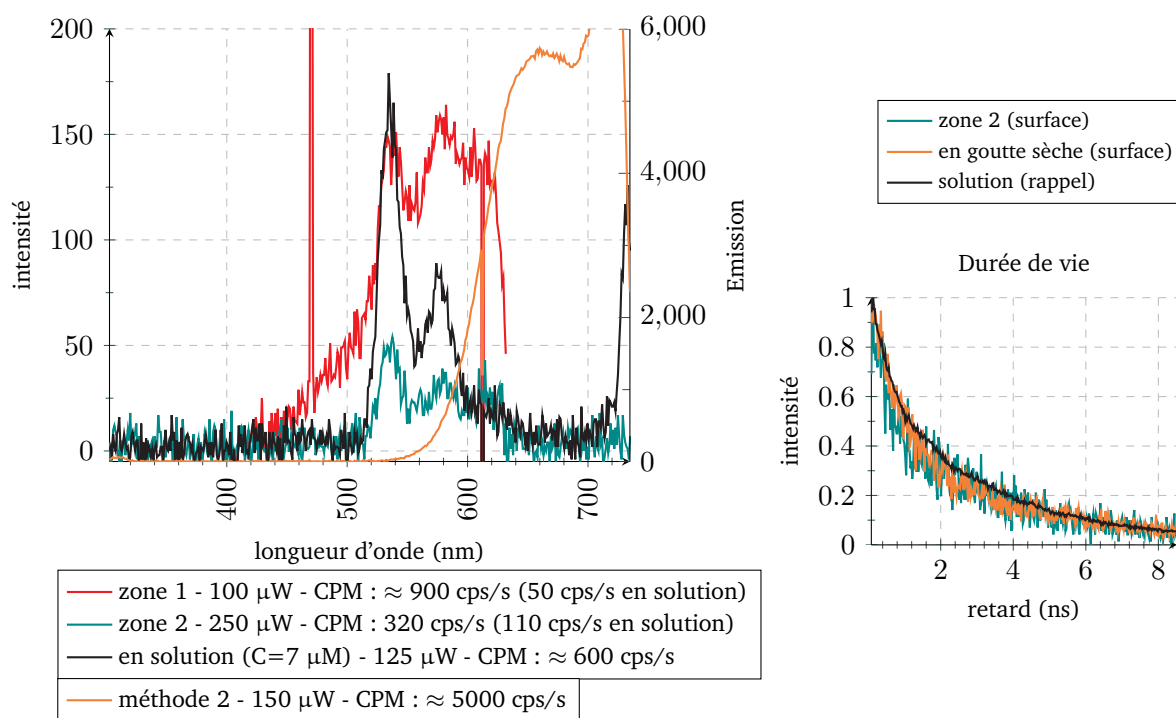 200
150
100
50
0
6,000
4,000
2,000
0
intensité
Emission
400
500
600
700
longueur d'onde (nm)
zone 1 - 100 μW - CPM : ≈ 900 cps/s (50 cps/s en solution)
zone 2 - 250 μW - CPM : 320 cps/s (110 cps/s en solution)
en solution (C=7 μM) - 125 μW - CPM : ≈ 600 cps/s
méthode 2 - 150 μW - CPM : ≈ 5000 cps/s
zone 2 (surface)
en goutte sèche (surface)
solution (rappel)
Durée de vie
1
0.8
0.6
0.4
0.2
0
intensité
2
4
6
8
retard (ns)